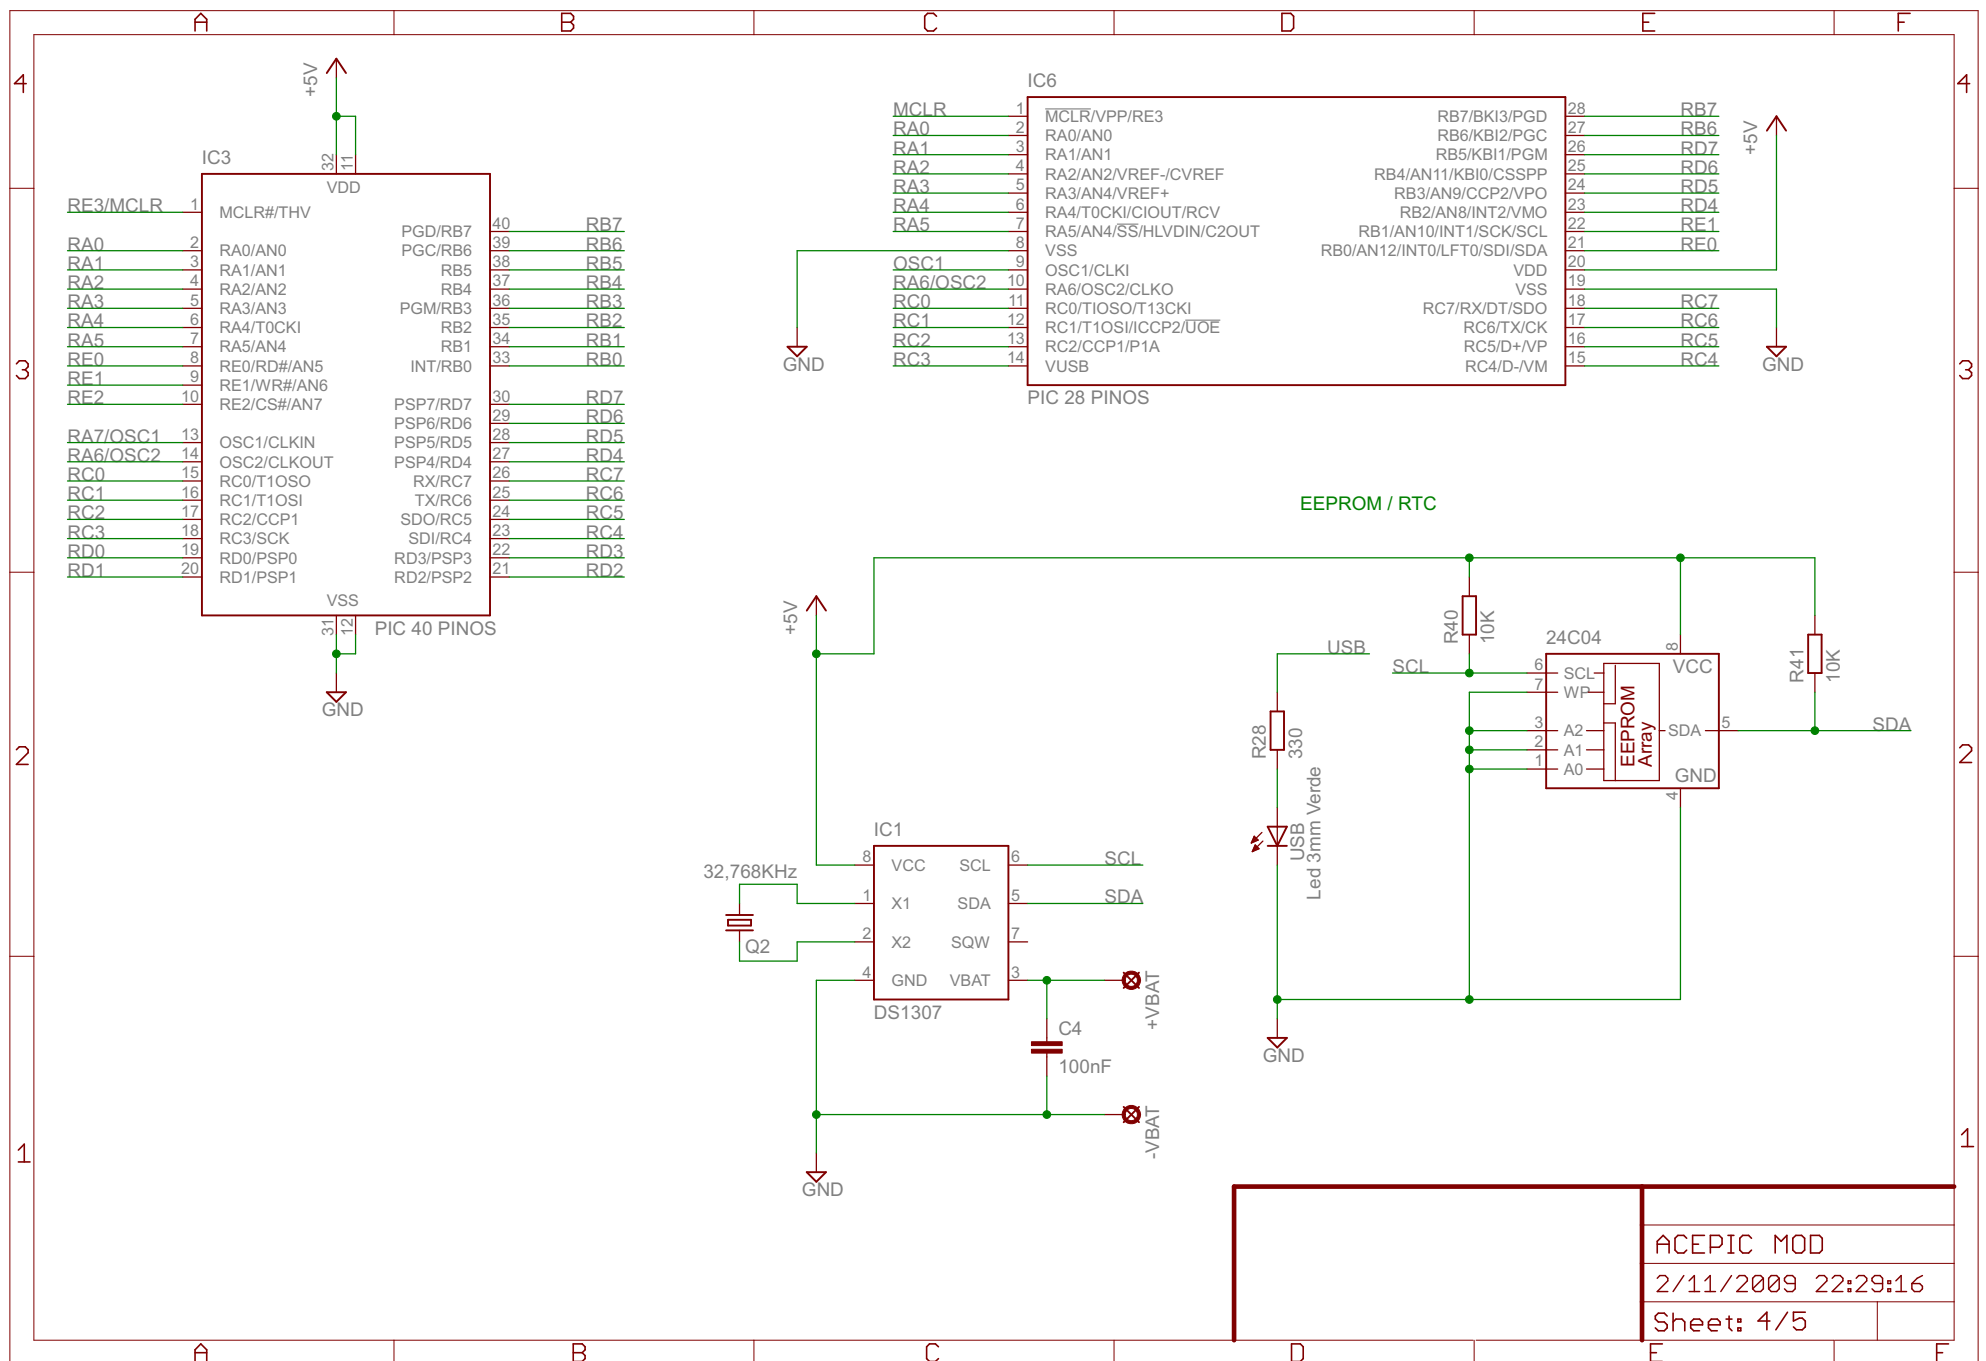 A B C D E F
4 4
3 3
2 2
1 1
+5V
IC3
32 11
VDD
RE3/MCLR 1 MCLR#/THV
RA0 2 RA0/AN0
RA1 3 RA1/AN1
RA2 4 RA2/AN2
RA3 5 RA3/AN3
RA4 6 RA4/T0CKI
RA5 7 RA5/AN4
RE0 8 RE0/RD#/AN5
RE1 9 RE1/WR#/AN6
RE2 10 RE2/CS#/AN7
RA7/OSC1 13 OSC1/CLKIN
RA6/OSC2 14 OSC2/CLKOUT
RC0 15 RC0/T1OSO
RC1 16 RC1/T1OSI
RC2 17 RC2/CCP1
RC3 18 RC3/SCK
RD0 19 RD0/PSP0
RD1 20 RD1/PSP1
PGD/RB7 40 RB7
PGC/RB6 39 RB6
RB5 38 RB5
RB4 37 RB4
PGM/RB3 36 RB3
RB2 35 RB2
RB1 34 RB1
INT/RB0 33 RB0
PSP7/RD7 30 RD7
PSP6/RD6 29 RD6
PSP5/RD5 28 RD5
PSP4/RD4 27 RD4
RX/RC7 26 RC7
TX/RC6 25 RC6
SDO/RC5 24 RC5
SDI/RC4 23 RC4
RD3/PSP3 22 RD3
RD2/PSP2 21 RD2
VSS
31 12
PIC 40 PINOS
GND
IC6
MCLR 1 MCLR/VPP/RE3
RA0 2 RA0/AN0
RA1 3 RA1/AN1
RA2 4 RA2/AN2/VREF-/CVREF
RA3 5 RA3/AN4/VREF+
RA4 6 RA4/T0CKI/CIOUT/RCV
RA5 7 RA5/AN4/SS/HLVDIN/C2OUT
8 VSS
OSC1 9 OSC1/CLKI
RA6/OSC2 10 RA6/OSC2/CLKO
RC0 11 RC0/TIOSO/T13CKI
RC1 12 RC1/T1OSI/ICCP2/UOE
RC2 13 RC2/CCP1/P1A
RC3 14 VUSB
GND
RB7/BKI3/PGD 28 RB7
RB6/KBI2/PGC 27 RB6
RB5/KBI1/PGM 26 RD7
RB4/AN11/KBI0/CSSPP 25 RD6
RB3/AN9/CCP2/VPO 24 RD5
RB2/AN8/INT2/VMO 23 RD4
RB1/AN10/INT1/SCK/SCL 22 RE1
RB0/AN12/INT0/LFT0/SDI/SDA 21 RE0
VDD 20
VSS 19
RC7/RX/DT/SDO 18 RC7
RC6/TX/CK 17 RC6
RC5/D+/VP 16 RC5
RC4/D-/VM 15 RC4
+5V
GND
PIC 28 PINOS
EEPROM / RTC
+5V
IC1
8 VCC
1 X1
2 X2
4 GND
SCL 6 SCL
SDA 5 SDA
SQW 7
VBAT 3
DS1307
32,768KHz
Q2
+VBAT
C4
100nF
-VBAT
GND
USB
R28
330
USB
Led 3mm Verde
GND
R40
10K
SCL
24C04
6 SCL
7 WP
3 A2
2 A1
1 A0
EEPROM
Array
8
VCC
SDA 5
GND
4
R41
10K
SDA
ACEPIC MOD
2/11/2009 22:29:16
Sheet: 4/5
A B C D E F